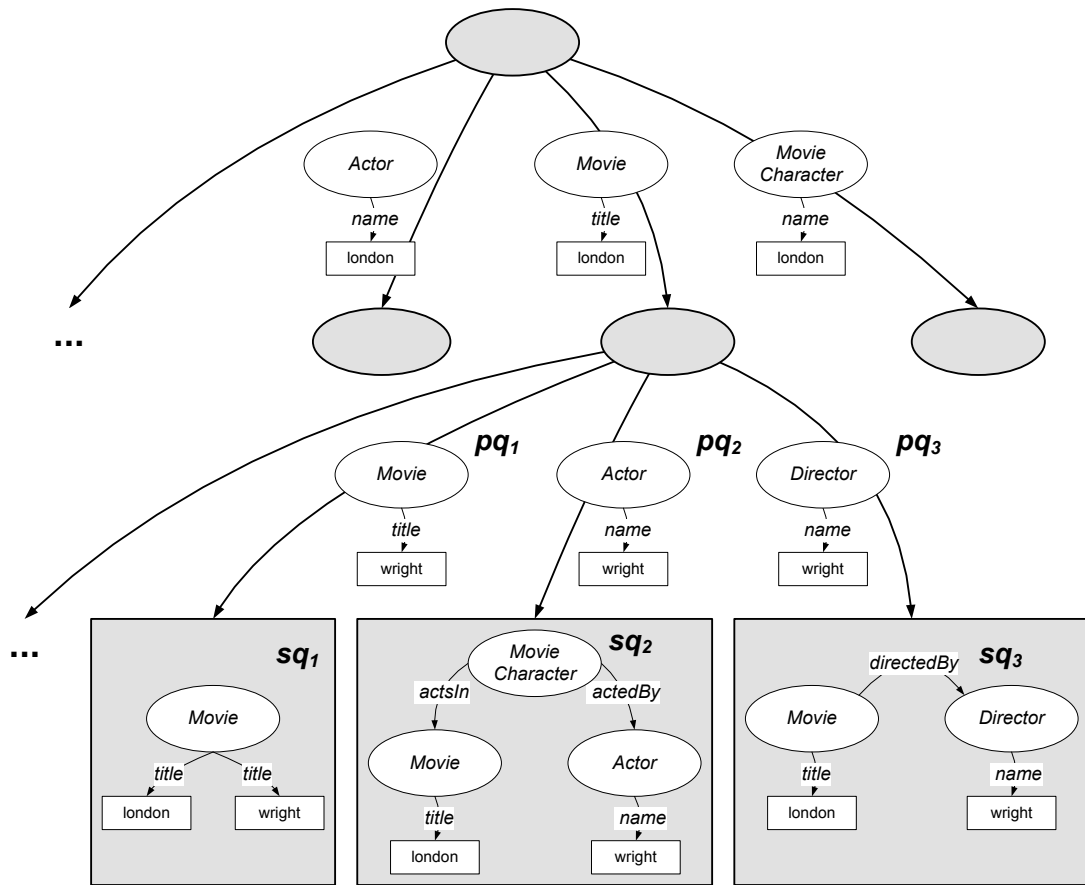 Actor
Movie
Movie
Character
name
title
name
london
london
london
...
pq1
pq2
pq3
Movie
Actor
Director
title
name
name
wright
wright
wright
...
sq1
Movie
title
title
london
wright
sq2
Movie
Character
actsIn
actedBy
Movie
Actor
title
name
london
wright
sq3
directedBy
Movie
Director
title
name
london
wright